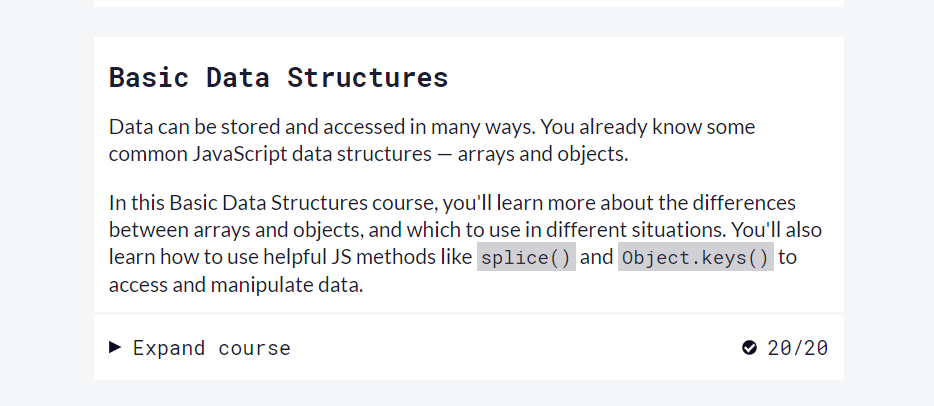 Basic Data Structures
Data can be stored and accessed in many ways. You already know some
common JavaScript data structures — arrays and objects.
In this Basic Data Structures course, you'll learn more about the differences
between arrays and objects, and which to use in different situations. You'll also
learn how to use helpful JS methods like splice() and Object.keys() to
access and manipulate data.
Expand course 20/20